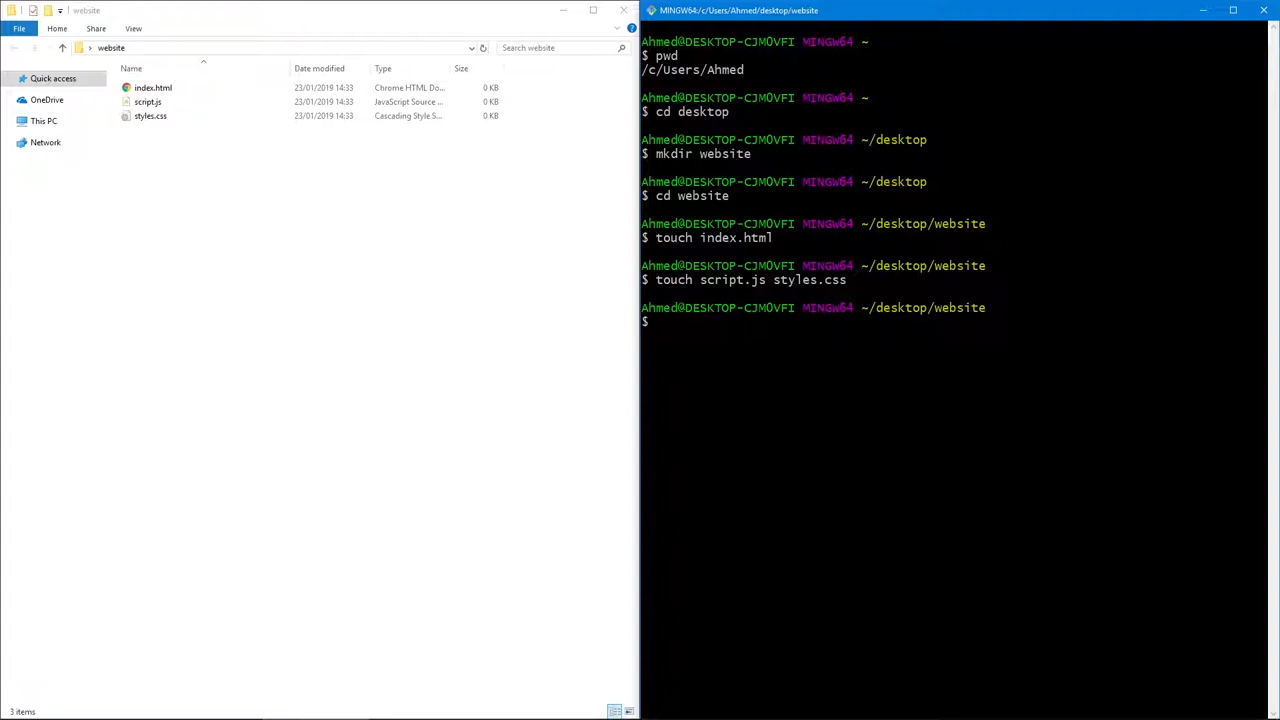 website
File Home Share View
website
Search website
Name Date modified Type Size
Quick access
OneDrive
This PC
Network
index.html 23/01/2019 14:33 Chrome HTML Do... 0 KB
script.js 23/01/2019 14:33 JavaScript Source ... 0 KB
styles.css 23/01/2019 14:33 Cascading Style S... 0 KB
3 items
MINGW64:/c/Users/Ahmed/desktop/website
Ahmed@DESKTOP-CJM0VFI MINGW64 ~
$ pwd
/c/Users/Ahmed
Ahmed@DESKTOP-CJM0VFI MINGW64 ~
$ cd desktop
Ahmed@DESKTOP-CJM0VFI MINGW64 ~/desktop
$ mkdir website
Ahmed@DESKTOP-CJM0VFI MINGW64 ~/desktop
$ cd website
Ahmed@DESKTOP-CJM0VFI MINGW64 ~/desktop/website
$ touch index.html
Ahmed@DESKTOP-CJM0VFI MINGW64 ~/desktop/website
$ touch script.js styles.css
Ahmed@DESKTOP-CJM0VFI MINGW64 ~/desktop/website
$